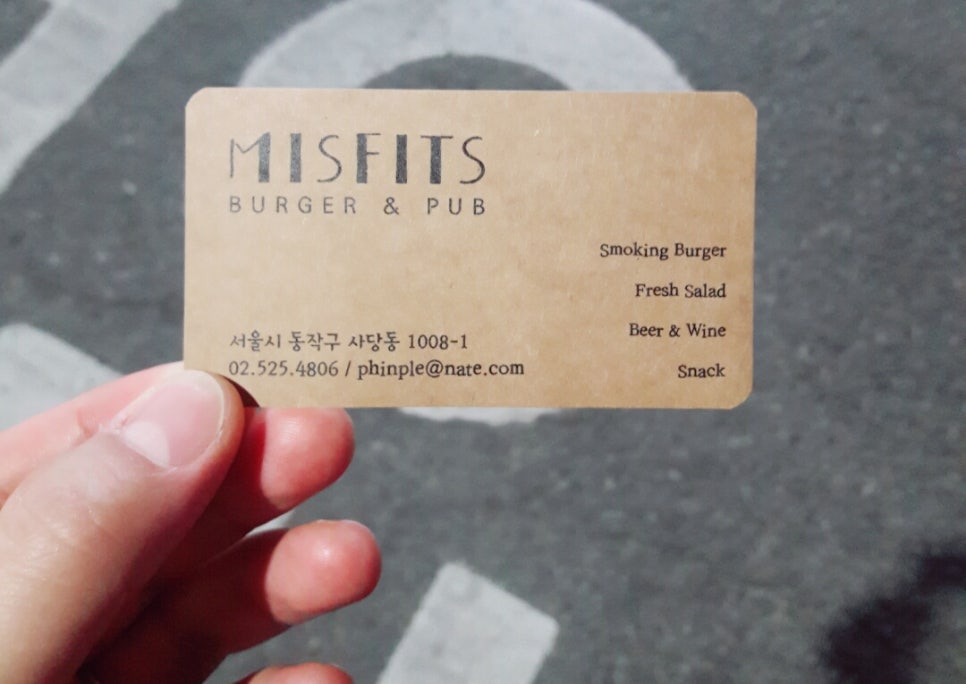 MISFITS
BURGER & PUB
Smoking Burger
Fresh Salad
Beer & Wine
Snack
서울시 동작구 사당동 1008-1
02.525.4806 / phinple@nate.com